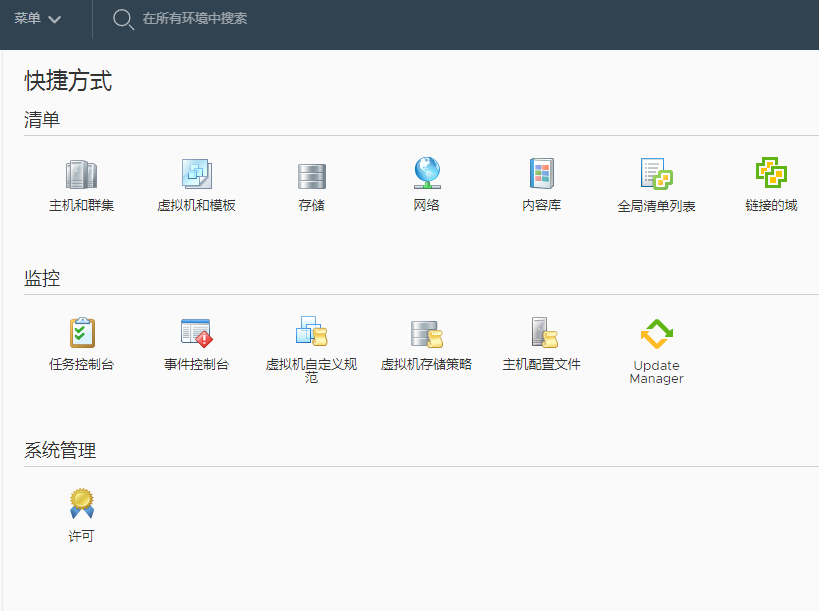 菜单
在所有环境中搜索
快捷方式
清单
主机和群集
虚拟机和模板
存储
网络
内容库
全局清单列表
链接的域
监控
任务控制台
事件控制台
虚拟机自定义规
范
虚拟机存储策略
主机配置文件
Update
Manager
系统管理
许可